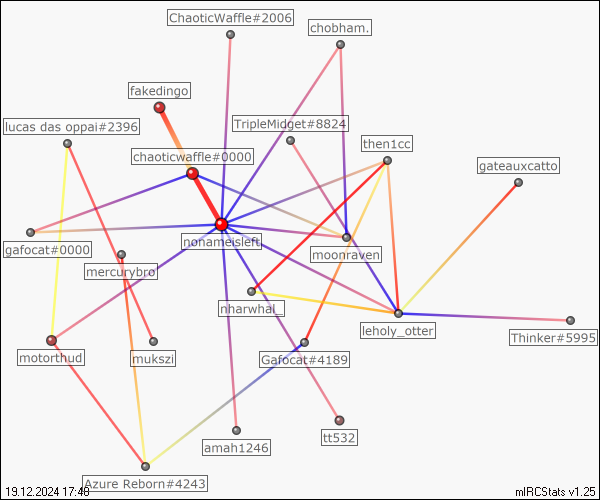 ChaoticWaffle#2006
chobham.
fakedingo
lucas das oppai#2396
TripleMidget#8824
then1cc
chaoticwaffle#0000
gateauxcatto
gafocat#0000
nonameisleft
moonraven
mercurybro
nharwhal_
leholy_otter
Thinker#5995
motorthud
mukszi
Gafocat#4189
tt532
amah1246
Azure Reborn#4243
19.12.2024 17:48
mIRCStats v1.25